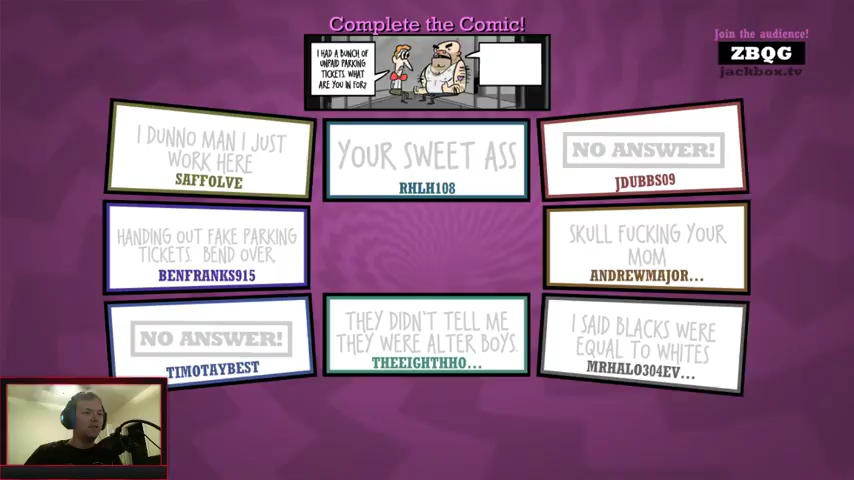 Complete the Comic!
Join the audience!
ZBQG
jackbox.tv
I HAD A BUNCH OF
UNPAID PARKING
TICKETS. WHAT
ARE YOU IN FOR?
I DUNNO MAN I JUST
WORK HERE
SAFFOLVE
YOUR SWEET ASS
RHLH108
NO ANSWER!
JDUBBS09
HANDING OUT FAKE PARKING
TICKETS. BEND OVER
BENFRANKS915
SKULL FUCKING YOUR
MOM
ANDREWMAJOR...
NO ANSWER!
TIMOTAYBEST
THEY DIDN'T TELL ME
THEY WERE ALTER BOYS.
THEEIGHTHHO...
I SAID BLACKS WERE
EQUAL TO WHITES
MRHALO304EV...